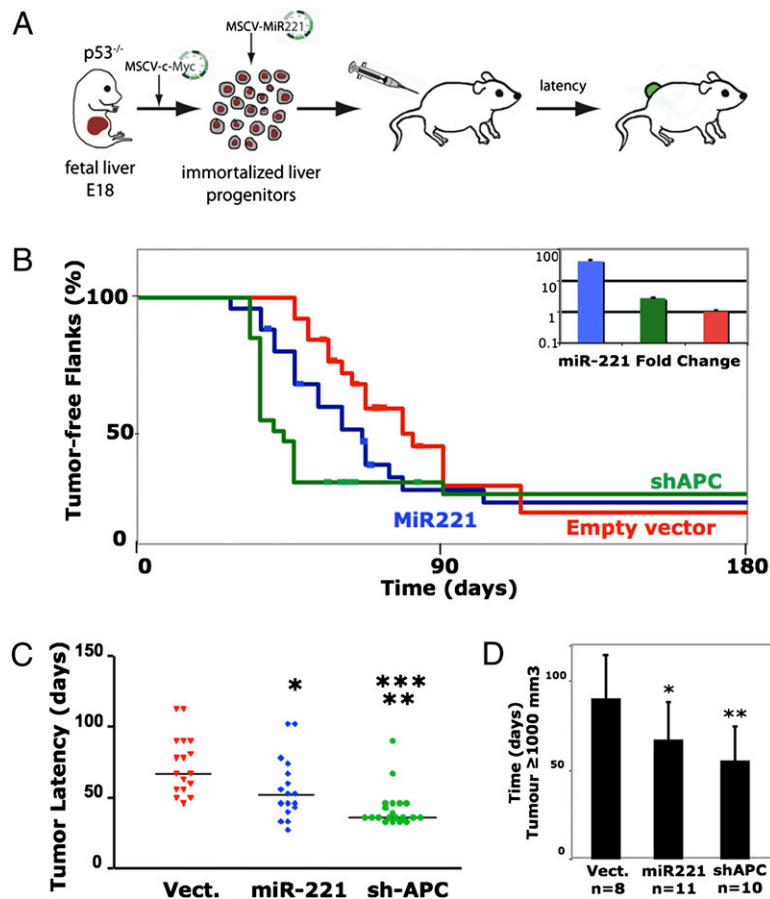 A
p53-/-
MSCV-c-Myc
MSCV-MiR221
latency
fetal liver
E18
immortalized liver
progenitors
B
Tumor-free Flanks (%)
100
50
0
0
90
180
Time (days)
MiR221
shAPC
Empty vector
100
10
1
0.1
miR-221 Fold Change
C
Tumor Latency (days)
150
100
50
0
*
***
**
Vect.
miR-221
sh-APC
D
Time (days)
Tumour ≥1000 mm3
100
50
0
*
**
Vect. miR221 shAPC
n=8 n=11 n=10